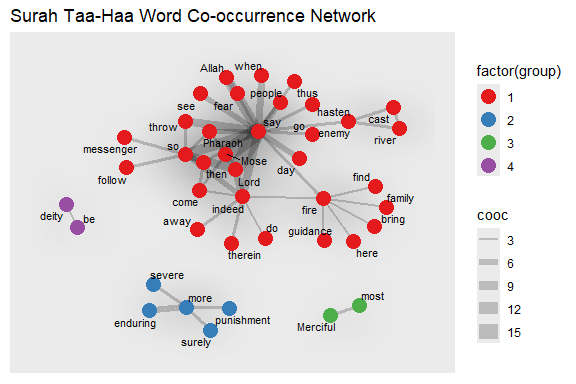 Surah Taa-Haa Word Co-occurrence Network
Allah
when
people
thus
see
fear
hasten
cast
throw
say
go
enemy
river
messenger
so
Pharaoh
Mose
day
follow
then
Lord
find
come
indeed
family
deity
be
away
fire
bring
do
guidance
therein
here
severe
more
most
enduring
punishment
Merciful
surely
factor(group)
1
2
3
4
cooc
3
6
9
12
15